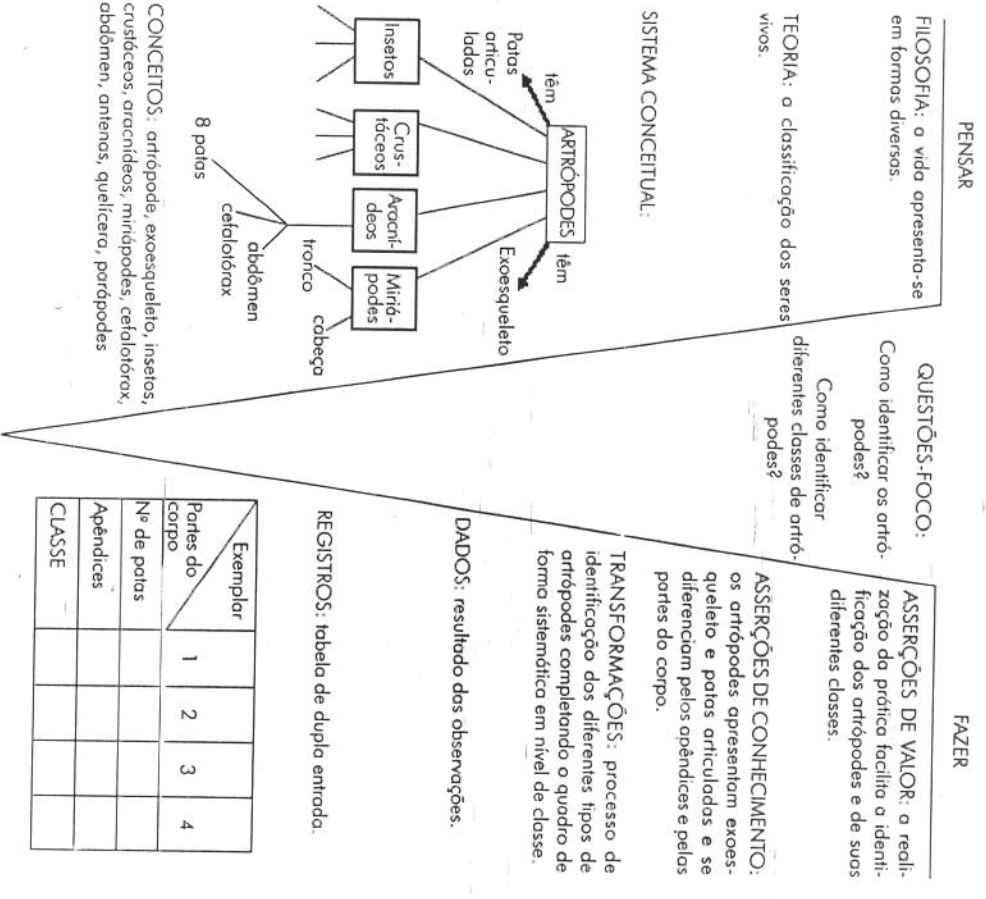 PENSAR
FILOSOFIA: a vida apresenta-se
em formas diversas.
TEORIA: a classificação dos seres
vivos.
SISTEMA CONCEITUAL:
têm
Patas
articu-
ladas
ARTRÓPODES
têm
Exoesqueleto
Insetos
Crus-
táceos
Aracní-
deos
Miriá-
podes
8 patas
cefalotórax
abdômen
tronco
cabeça
CONCEITOS: artrópode, exoesqueleto, insetos,
crustáceos, aracnídeos, miriápodes, cefalotórax,
abdômen, antenas, quelícera, parápodes
QUESTÕES-FOCO:
Como identificar os artró-
podes?
Como identificar
diferentes classes de artró-
podes?
FAZER
ASSERÇÕES DE VALOR: a reali-
zação da prática facilita a identi-
ficação dos artrópodes e de suas
diferentes classes.
ASSERÇÕES DE CONHECIMENTO:
os artrópodes apresentam exoes-
queleto e patas articuladas e se
diferenciam pelos apêndices e pelas
partes do corpo.
TRANSFORMAÇÕES: processo de
identificação dos diferentes tipos de
artrópodes completando o quadro de
forma sistemática em nível de classe.
DADOS: resultado das observações.
REGISTROS: tabela de dupla entrada.
Exemplar
Partes do
corpo
1 2 3 4
Nº de patas
Apêndices
CLASSE